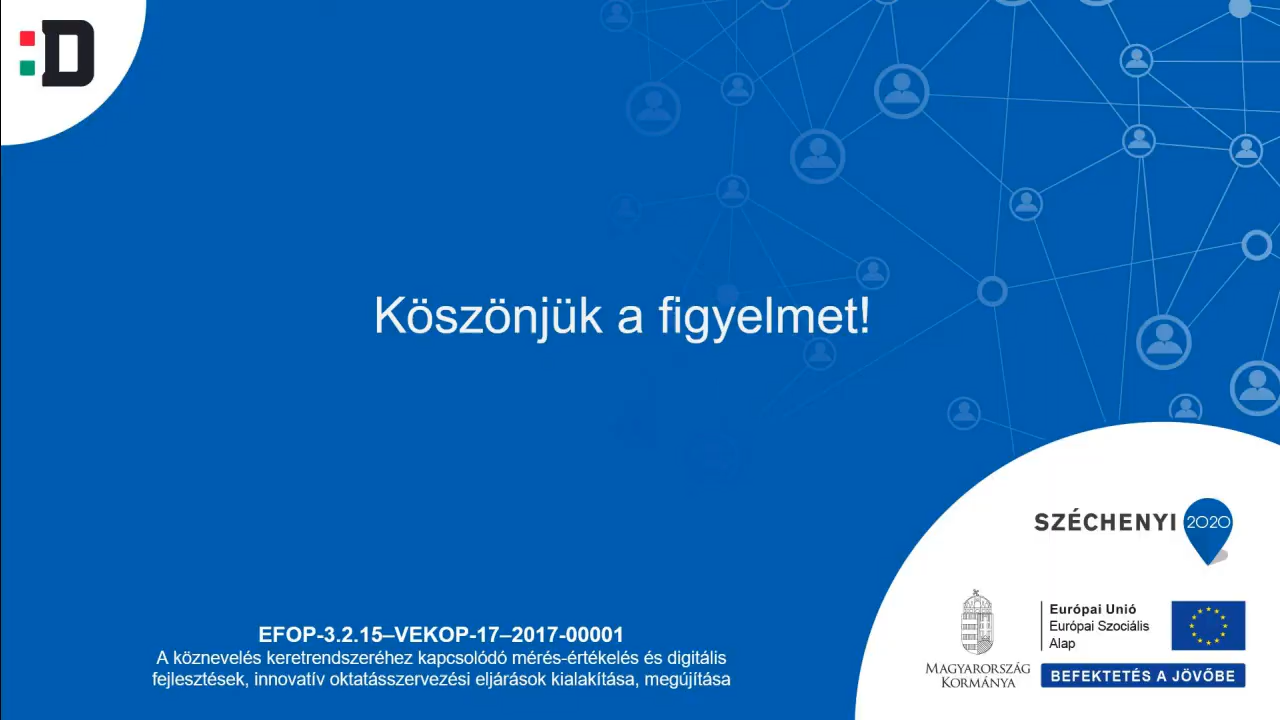 :D
Köszönjük a figyelmet!
SZÉCHENYI 2020
EFOP-3.2.15–VEKOP-17–2017-00001
A köznevelés keretrendszeréhez kapcsolódó mérés-értékelés és digitális
fejlesztések, innovatív oktatásszervezési eljárások kialakítása, megújítása
MAGYARORSZÁG
KORMÁNYA
Európai Unió
Európai Szociális
Alap
BEFEKTETÉS A JÖVŐBE